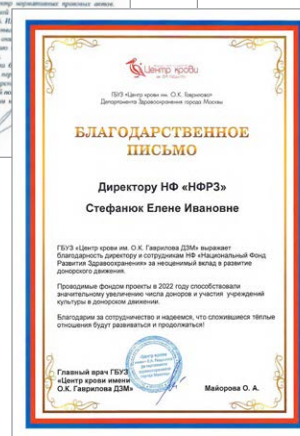 Центр крови
ГБУЗ «Центр крови им. О.К. Гаврилова»
Департамента Здравоохранения города Москвы
БЛАГОДАРСТВЕННОЕ
ПИСЬМО
Директору НФ «НФРЗ»
Стефанюк Елене Ивановне
ГБУЗ «Центр крови им. О.К. Гаврилова ДЗМ» выражает
благодарность директору и сотрудникам НФ «Национальный Фонд
Развития Здравоохранения» за неоценимый вклад в развитие
донорского движения.
Проводимые фондом проекты в 2022 году способствовали
значительному увеличению числа доноров и участия учреждений
культуры в донорском движении.
Благодарим за сотрудничество и надеемся, что сложившиеся тёплые
отношения будут развиваться и продолжаться!
Главный врач ГБУЗ
«Центр крови имени
О.К. Гаврилова ДЗМ»
Майорова О. А.